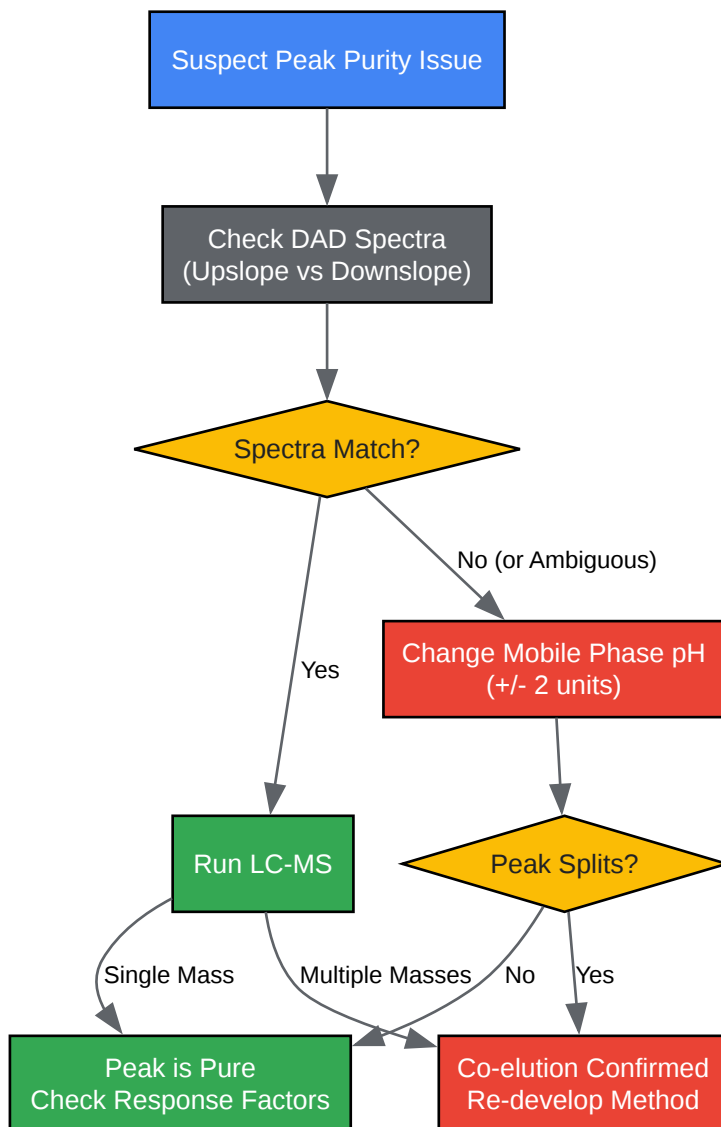 Suspect Peak Purity Issue
Check DAD Spectra
(Upslope vs Downslope)
Spectra Match?
No (or Ambiguous)
Change Mobile Phase pH
(+/- 2 units)
Yes
Run LC-MS
Peak Splits?
Single Mass
Multiple Masses
No
Yes
Peak is Pure
Check Response Factors
Co-elution Confirmed
Re-develop Method